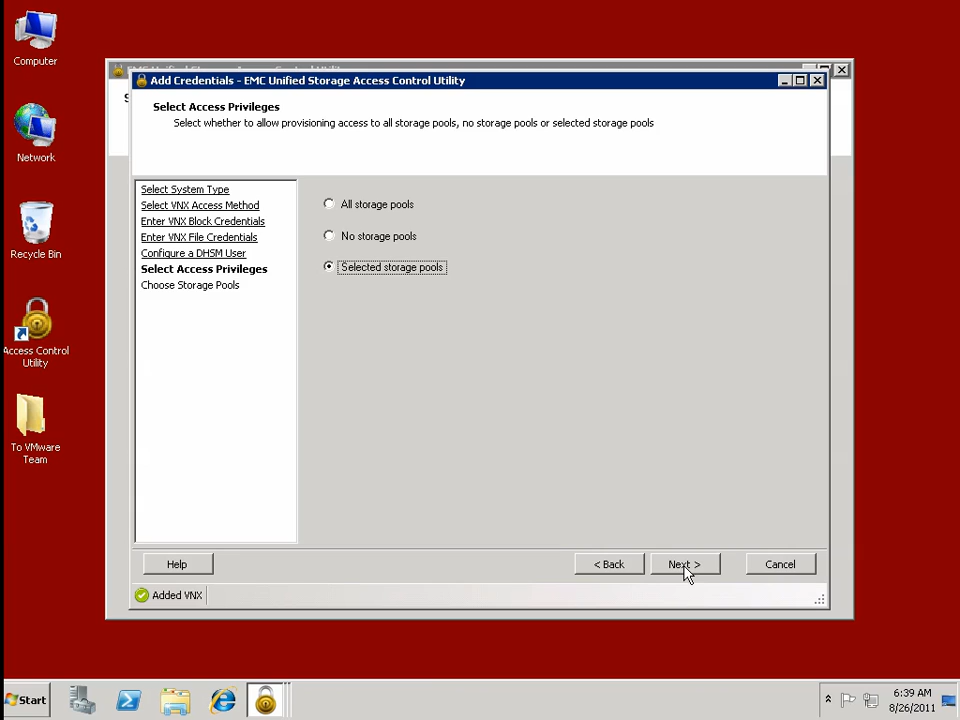 Computer
Network
Recycle Bin
Access Control
Utility
To VMware
Team
Add Credentials - EMC Unified Storage Access Control Utility
Select Access Privileges
Select whether to allow provisioning access to all storage pools, no storage pools or selected storage pools
Select System Type
Select VNX Access Method
Enter VNX Block Credentials
Enter VNX File Credentials
Configure a DHSM User
Select Access Privileges
Choose Storage Pools
All storage pools
No storage pools
Selected storage pools
Help
< Back
Next >
Cancel
Added VNX
Start
6:39 AM
8/26/2011